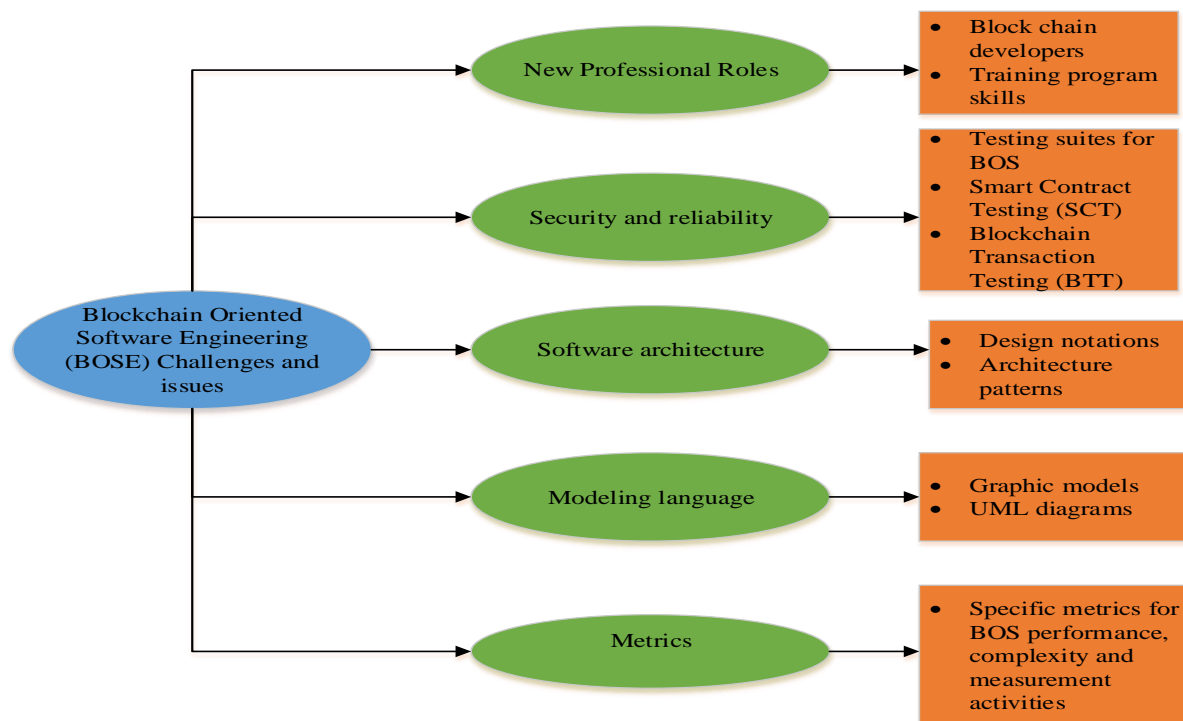 Blockchain Oriented
Software Engineering
(BOSE) Challenges and
issues
New Professional Roles
• Block chain
developers
• Training program
skills
Security and reliability
• Testing suites for
BOS
• Smart Contract
Testing (SCT)
• Blockchain
Transaction
Testing (BTT)
Software architecture
• Design notations
• Architecture
patterns
Modeling language
• Graphic models
• UML diagrams
Metrics
• Specific metrics for
BOS performance,
complexity and
measurement
activities